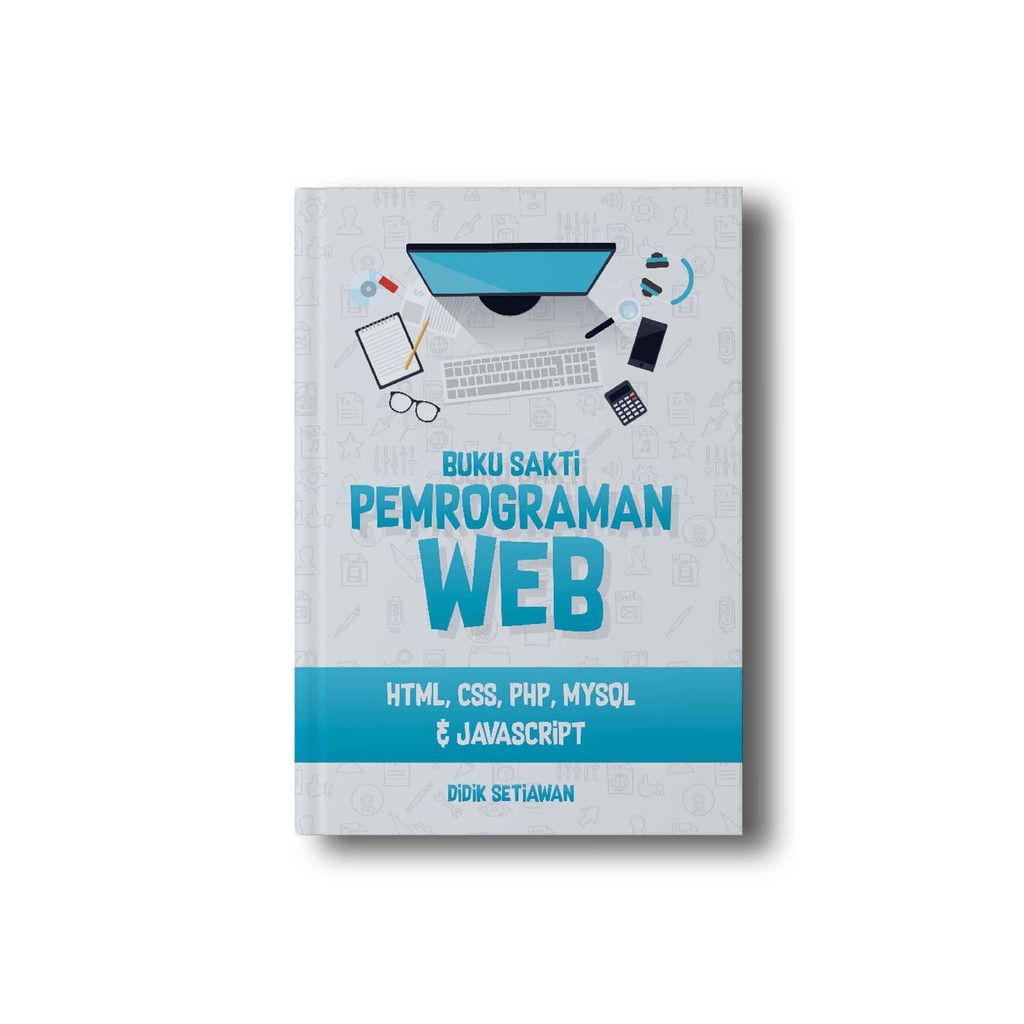 BUKU SAKTI
PEMROGRAMAN
WEB
HTML, CSS, PHP, MYSQL
& JAVASCRIPT
DIDIK SETIAWAN